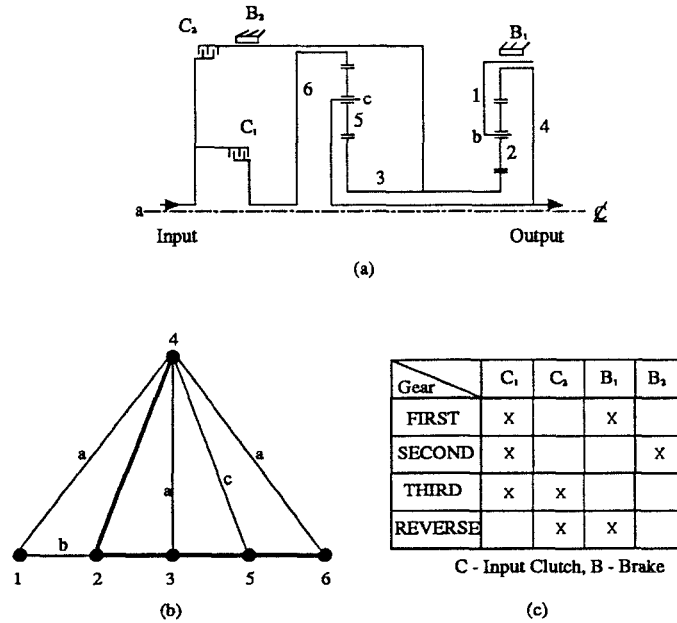 B₂
C₂
B₁
6
c
1
5
C₁
b
4
2
3
a
Input
Output
(a)
4
a
c
a
a
b
1 2 3 5 6
(b)
Gear C₁ C₂ B₁ B₂
FIRST X X
SECOND X X
THIRD X X
REVERSE X X
C - Input Clutch, B - Brake
(c)